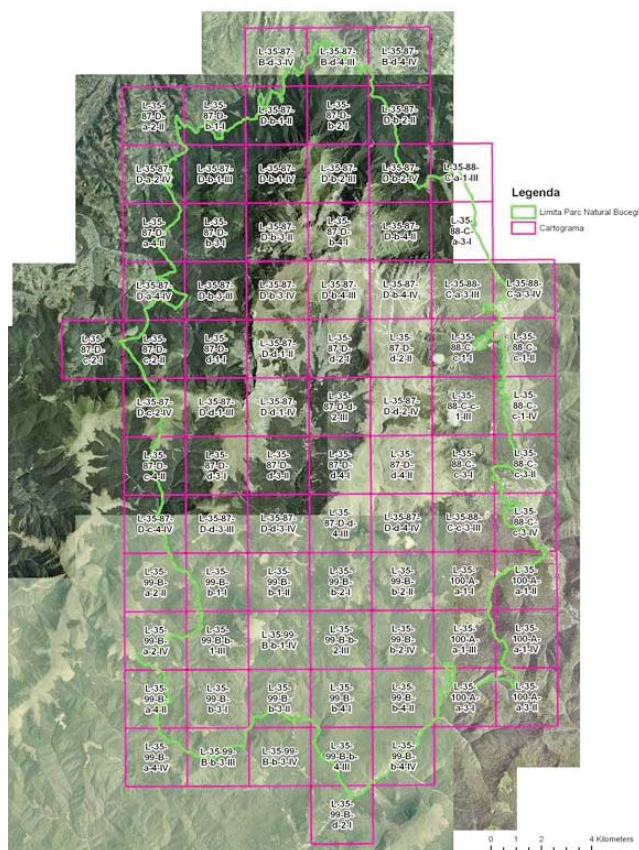 L-35-87-
B-d-3-IV
L-35-87-
B-d-4-III
L-35-87-
B-d-4-IV
L-35-
87-D-
a-2-II
L-35-
87-D-
b-1-I
L-35-87-
D-b-1-II
L-35-
87-D-
b-2-I
L-35-87-
D-b-2-II
L-35-87-
D-a-2-IV
L-35-87-
D-b-1-III
L-35-87-
D-b-1-IV
L-35-87-
D-b-2-III
L-35-87-
D-b-2-IV
L-35-88-
C-a-1-III
Legenda
Limita Parc Natural Bucegi
Cartograma
L-35-
87-D-
a-4-II
L-35-
87-D-
b-3-I
L-35-87-
D-b-3-II
L-35-
87-D-
b-4-I
L-35-87-
D-b-4-II
L-35-
88-C-
a-3-I
L-35-87-
D-a-4-IV
L-35-87-
D-b-3-III
L-35-87-
D-b-3-IV
L-35-87-
D-b-4-III
L-35-87-
D-b-4-IV
L-35-88-
C-a-3-III
L-35-88-
C-a-3-IV
L-35-
87-D-
c-2-I
L-35-
87-D-
c-2-II
L-35-
87-D-
d-1-I
L-35-87-
D-d-1-II
L-35-
87-D-
d-2-I
L-35-
87-D-
d-2-II
L-35-
88-C-
c-1-I
L-35-
88-C-
c-1-II
L-35-87-
D-c-2-IV
L-35-87-
D-d-1-III
L-35-87-
D-d-1-IV
L-35-
87-D-d-
2-III
L-35-87-
D-d-2-IV
L-35-
88-C-c-
1-III
L-35-
88-C-
c-1-IV
L-35-
87-D-
c-4-II
L-35-
87-D-
d-3-I
L-35-
87-D-
d-3-II
L-35-
87-D-
d-4-I
L-35-
87-D-
d-4-II
L-35-
88-C-
c-3-I
L-35-
88-C-
c-3-II
L-35-87-
D-c-4-IV
L-35-87-
D-d-3-III
L-35-87-
D-d-3-IV
L-35-
87-D-d-
4-III
L-35-87-
D-d-4-IV
L-35-88-
C-c-3-III
L-35-
88-C-
c-3-IV
L-35-
99-B-
a-2-II
L-35-
99-B-
b-1-I
L-35-
99-B-
b-1-II
L-35-
99-B-
b-2-I
L-35-
99-B-
b-2-II
L-35-
100-A-
a-1-I
L-35-
100-A-
a-1-II
L-35-
99-B-
a-2-IV
L-35-
99-B-b-
1-III
L-35-99-
B-b-1-IV
L-35-
99-B-b-
2-III
L-35-
99-B-
b-2-IV
L-35-
100-A-
a-1-III
L-35-
100-A-
a-1-IV
L-35-
99-B-
a-4-II
L-35-
99-B-
b-3-I
L-35-
99-B-
b-3-II
L-35-
99-B-
b-4-I
L-35-
99-B-
b-4-II
L-35-
100-A-
a-3-I
L-35-
100-A-
a-3-II
L-35-
99-B-
a-4-IV
L-35-99-
B-b-3-III
L-35-99-
B-b-3-IV
L-35-
99-B-b-
4-III
L-35-
99-B-
b-4-IV
L-35-
99-B-
d-2-I
0 1 2 4 Kilometers